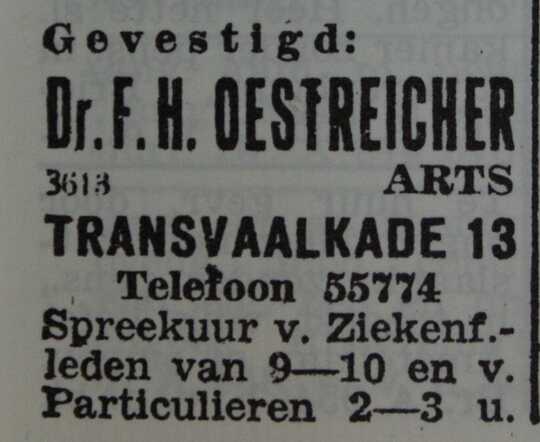 Gevestigd:
Dr. F. H. OESTREICHER
3613 ARTS
TRANSVAALKADE 13
Telefoon 55774
Spreekuur v. Ziekenf.-
leden van 9—10 en v.
Particulieren 2—3 u.